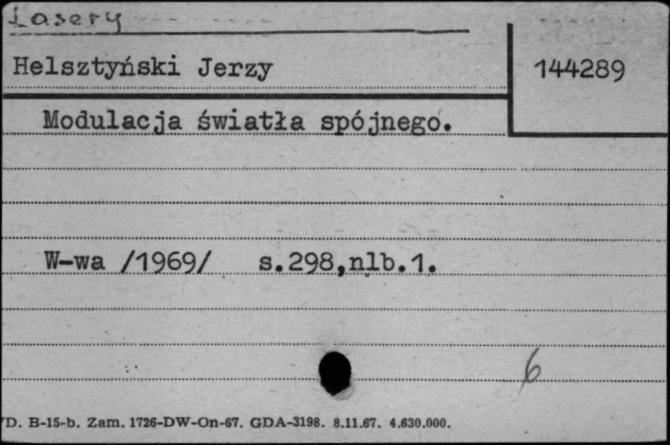 Lasery
Helsztyński Jerzy
144289
Modulacja światła spójnego.
W-wa /1969/ s.298,nlb.1.
6
D. B-15-b. Zam. 1726-DW-On-67. GDA-3198. 8.11.67. 4.630.000.